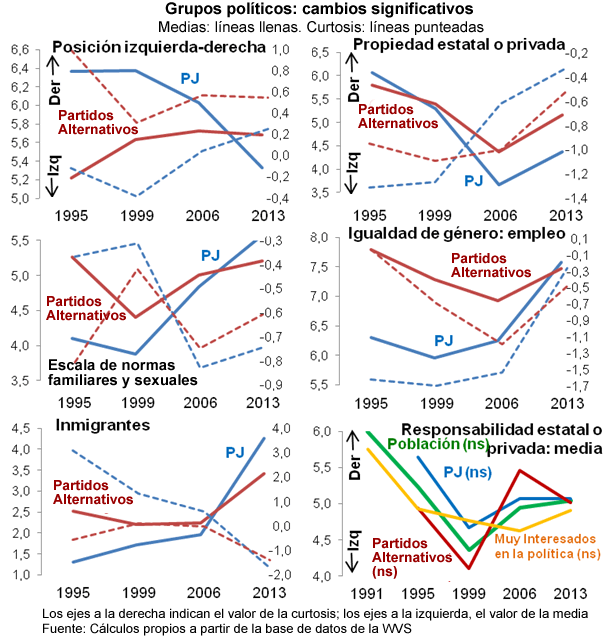 Grupos políticos: cambios significativos
Medias: líneas llenas. Curtosis: líneas punteadas
Posición izquierda-derecha
6,6
6,4
6,2
6,0
5,8
5,6
5,4
5,2
5,0
Der
Izq
PJ
Partidos
Alternativos
1,0
0,8
0,6
0,4
0,2
0,0
-0,2
-0,4
1995 1999 2006 2013
Propiedad estatal o privada
6,5
6,0
5,5
5,0
4,5
4,0
3,5
Der
Izq
Partidos
Alternativos
PJ
-0,2
-0,4
-0,6
-0,8
-1,0
-1,2
-1,4
1995 1999 2006 2013
5,5
5,0
4,5
4,0
3,5
PJ
Partidos
Alternativos
Escala de normas
familiares y sexuales
-0,3
-0,4
-0,5
-0,6
-0,7
-0,8
-0,9
1995 1999 2006 2013
Igualdad de género: empleo
8,0
7,5
7,0
6,5
6,0
5,5
Partidos
Alternativos
PJ
0,1
-0,1
-0,3
-0,5
-0,7
-0,9
-1,1
-1,3
-1,5
-1,7
1995 1999 2006 2013
Inmigrantes
4,5
4,0
3,5
3,0
2,5
2,0
1,5
1,0
PJ
Partidos
Alternativos
4,0
3,0
2,0
1,0
0,0
-1,0
-2,0
1995 1999 2006 2013
Responsabilidad estatal o
privada: media
6,0
5,5
5,0
4,5
4,0
Der
Izq
Población (ns)
PJ (ns)
Partidos
Alternativos
(ns)
Muy Interesados
en la política (ns)
1991 1995 1999 2006 2013
Los ejes a la derecha indican el valor de la curtosis; los ejes a la izquierda, el valor de la media
Fuente: Cálculos propios a partir de la base de datos de la WVS